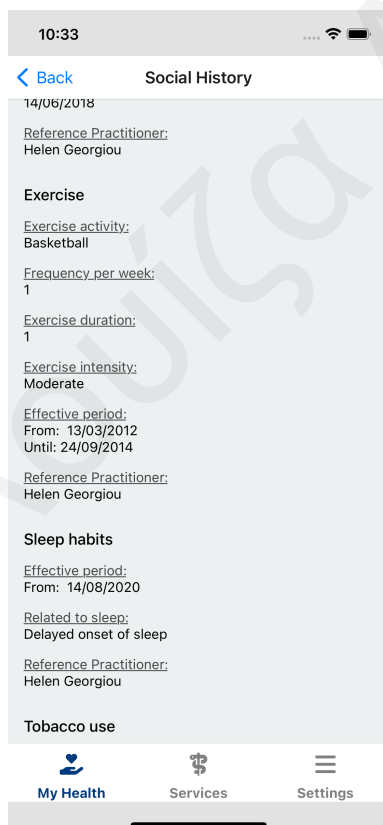 10:33
Back
Social History
14/06/2018
Reference Practitioner:
Helen Georgiou
Exercise
Exercise activity:
Basketball
Frequency per week:
1
Exercise duration:
1
Exercise intensity:
Moderate
Effective period:
From: 13/03/2012
Until: 24/09/2014
Reference Practitioner:
Helen Georgiou
Sleep habits
Effective period:
From: 14/08/2020
Related to sleep:
Delayed onset of sleep
Reference Practitioner:
Helen Georgiou
Tobacco use
My Health
Services
Settings